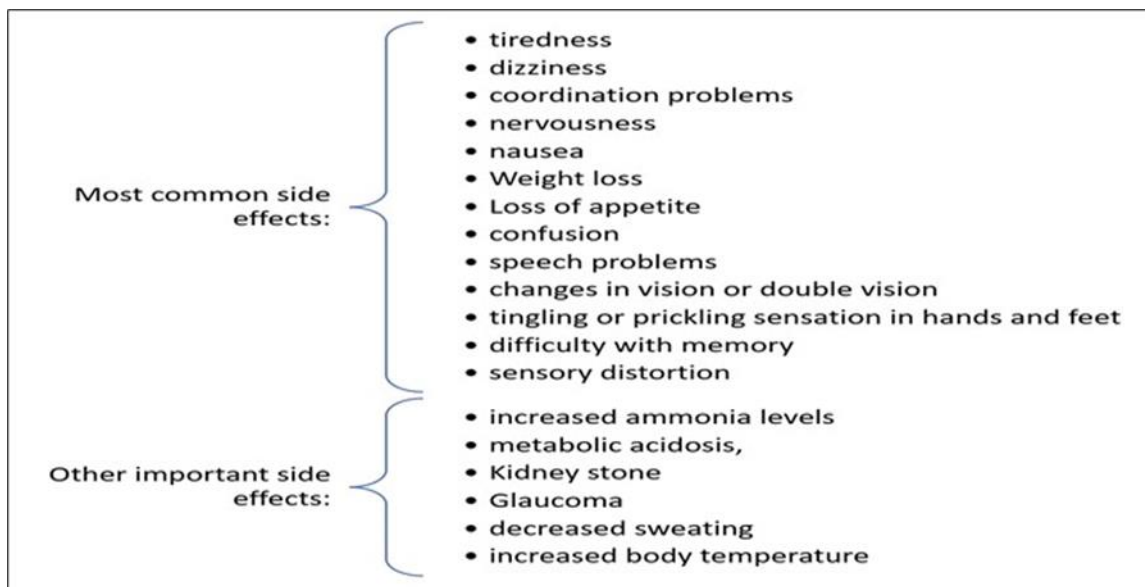 Most common side
effects:
• tiredness
• dizziness
• coordination problems
• nervousness
• nausea
• Weight loss
• Loss of appetite
• confusion
• speech problems
• changes in vision or double vision
• tingling or prickling sensation in hands and feet
• difficulty with memory
• sensory distortion
Other important side
effects:
• increased ammonia levels
• metabolic acidosis,
• Kidney stone
• Glaucoma
• decreased sweating
• increased body temperature